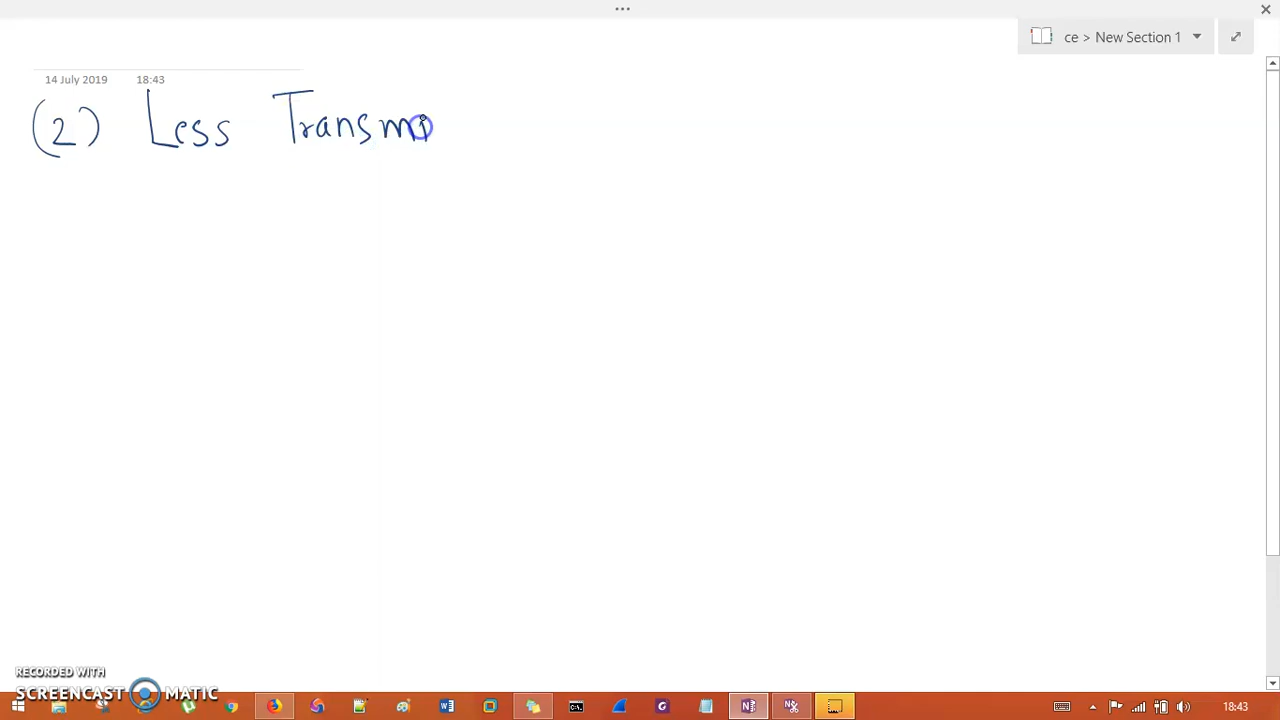 ce > New Section 1
14 July 2019 18:43
(2) Less Transmi
RECORDED WITH
SCREENCAST MATIC
18:43